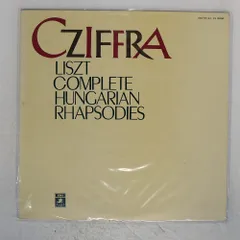 CZIFFRA
LISZT
COMPLETE
HUNGARIAN
RHAPSODIES